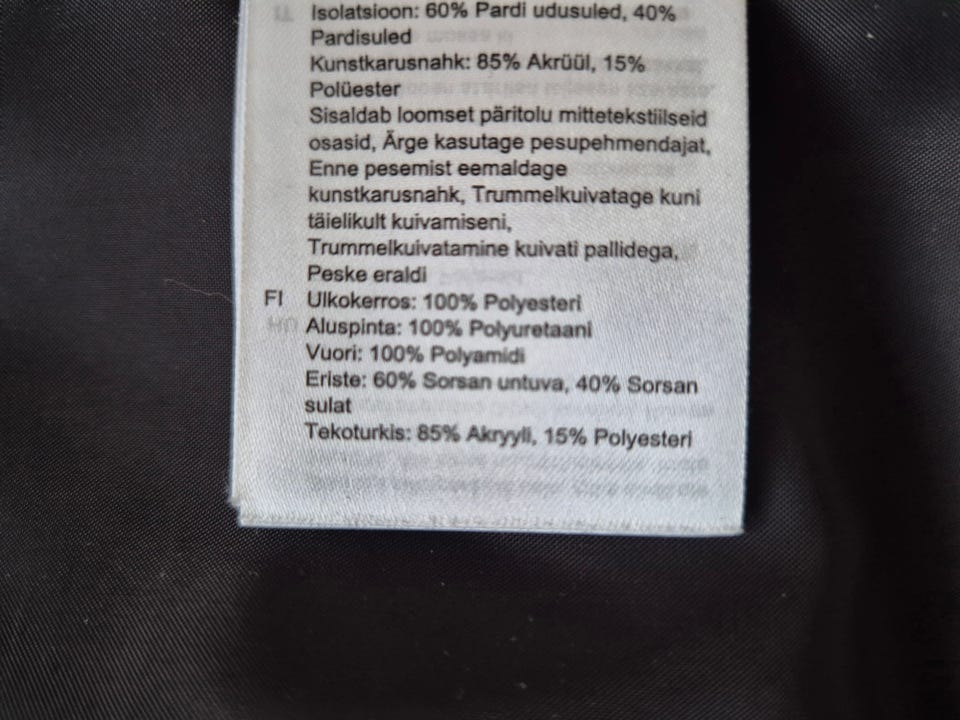 Isolatsioon: 60% Pardi udusuled, 40%
Pardisuled
Kunstkarusnahk: 85% Akrüül, 15%
Polüester
Sisaldab loomset päritolu mittetekstiilseid
osasid, Ärge kasutage pesupehmendajat,
Enne pesemist eemaldage
kunstkarusnahk, Trummelkuivatage kuni
täielikult kuivamiseni,
Trummelkuivatamine kuivati pallidega,
Peske eraldi
FI Ulkokerros: 100% Polyesteri
Aluspinta: 100% Polyuretaani
Vuori: 100% Polyamidi
Eriste: 60% Sorsan untuva, 40% Sorsan
sulat
Tekoturkis: 85% Akryyli, 15% Polyesteri